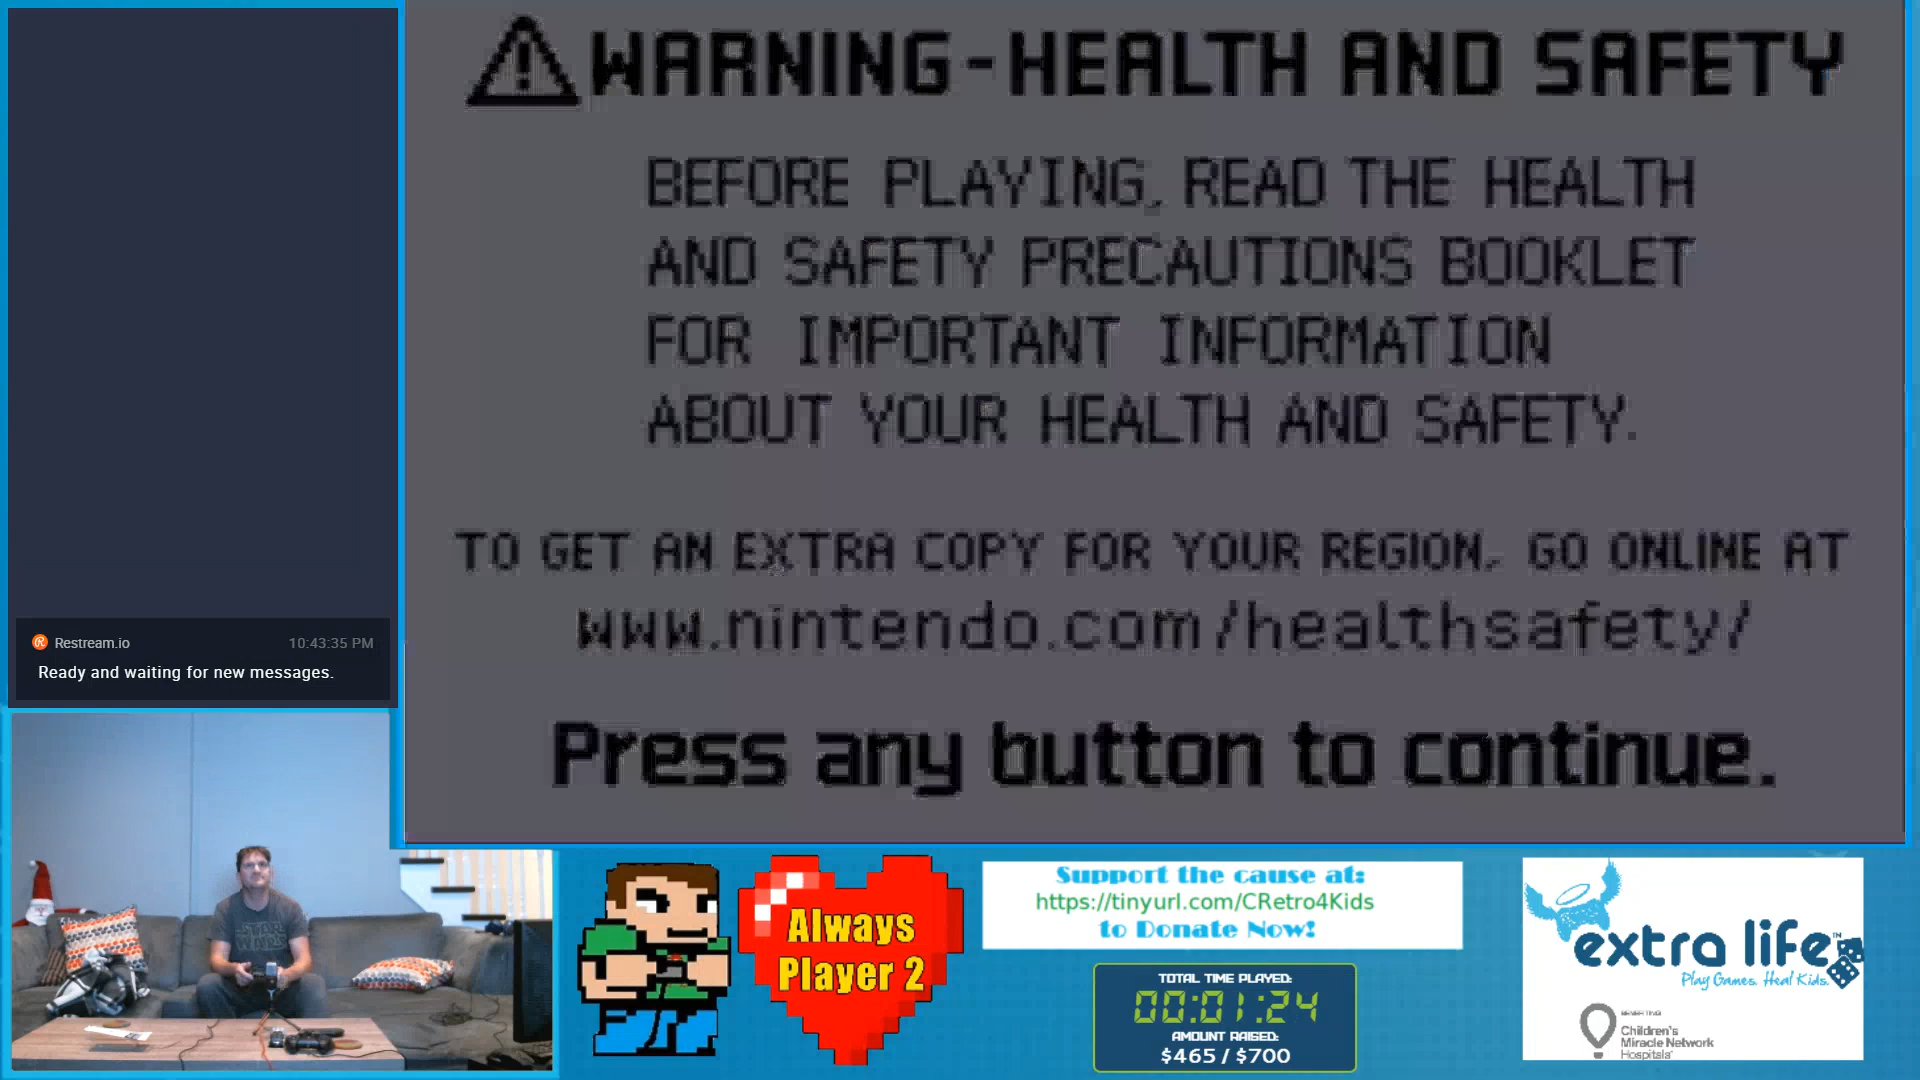 ⚠WARNING-HEALTH AND SAFETY
BEFORE PLAYING, READ THE HEALTH
AND SAFETY PRECAUTIONS BOOKLET
FOR IMPORTANT INFORMATION
ABOUT YOUR HEALTH AND SAFETY.
TO GET AN EXTRA COPY FOR YOUR REGION, GO ONLINE AT
www.nintendo.com/healthsafety/
Press any button to continue.
Restream.io 10:43:35 PM
Ready and waiting for new messages.
STAR
WARS
Always
Player 2
Support the cause at:
https://tinyurl.com/CRetro4Kids
to Donate Now!
TOTAL TIME PLAYED:
00:01:24
AMOUNT RAISED:
$465 / $700
extra life™
Play Games. Heal Kids.
BENEFITING
Children's
Miracle Network
Hospitals